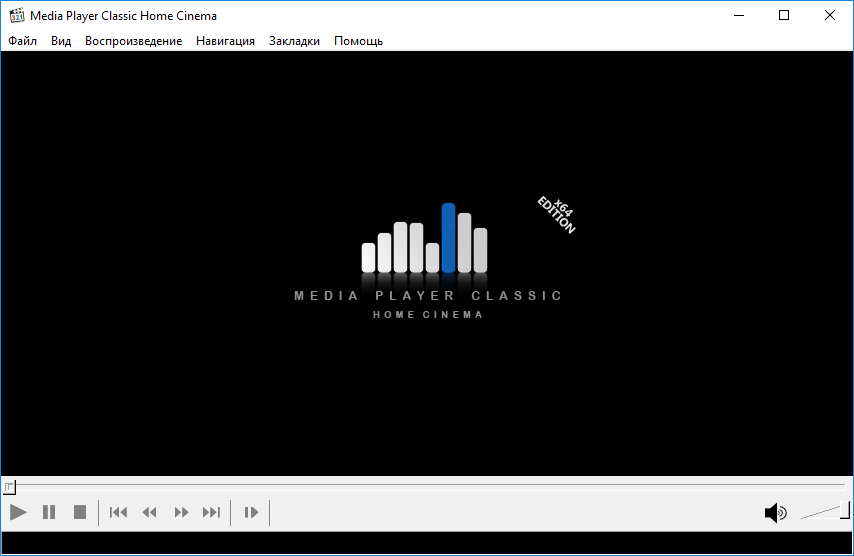 Media Player Classic Home Cinema
Файл Вид Воспроизведение Навигация Закладки Помощь
x64
EDITION
MEDIA PLAYER CLASSIC
HOME CINEMA